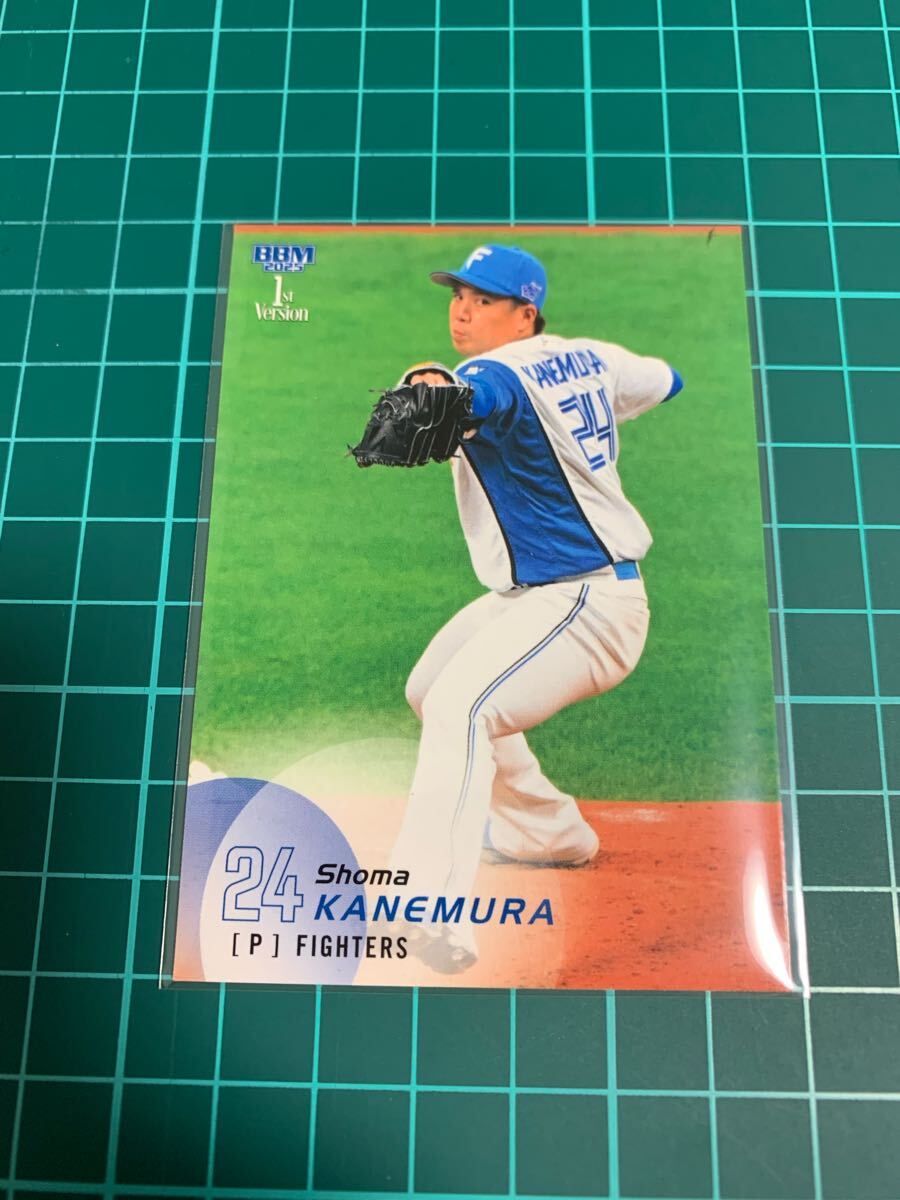 BBM
2025
1st
Version
F
KANEMURA
24
24
Shoma
KANEMURA
[P] FIGHTERS